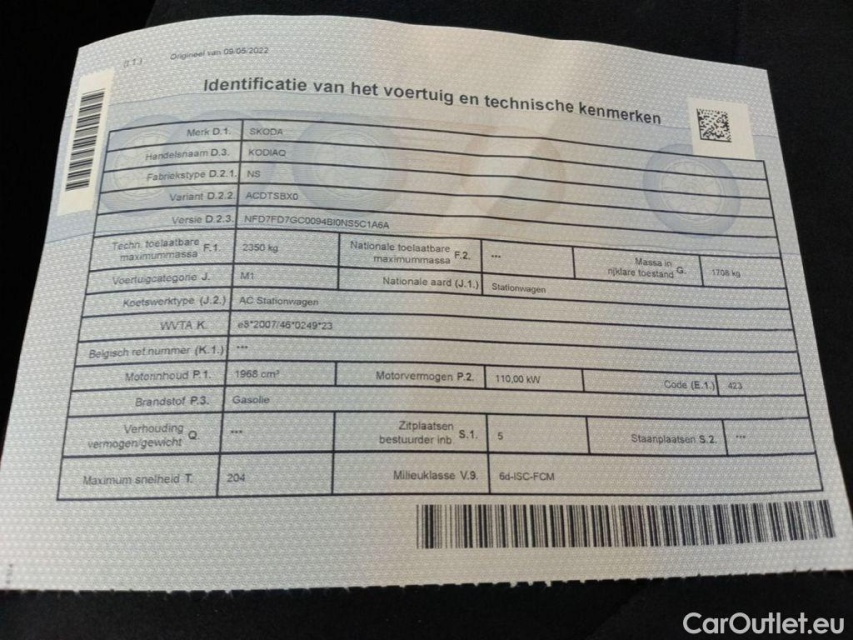 (I.T.) Origineel van 09/05/2022
Identificatie van het voertuig en technische kenmerken
Merk D.1. SKODA
Handelsnaam D.3. KODIAQ
Fabriekstype D.2.1. NS
Variant D.2.2. ACDTSBX0
Versie D.2.3. NFD7FD7GC0094BI0NS5C1A6A
Techn. toelaatbare maximummassa F.1. 2350 kg Nationale toelaatbare maximummassa F.2. *** Massa in rijklare toestand G. 1708 kg
Voertuigcategorie J. M1 Nationale aard (J.1.) Stationwagen
Koetswerktype (J.2.) AC Stationwagen
WVTA K. e8*2007/46*0249*23
Belgisch ref.nummer (K.1.) ***
Motorinhoud P.1. 1968 cm³ Motorvermogen P.2. 110,00 kW Code (E.1.) 423
Brandstof P.3. Gasolie
Verhouding vermogen/gewicht Q. *** Zitplaatsen bestuurder inb. S.1. 5 Staanplaatsen S.2. ***
Maximum snelheid T. 204 Milieuklasse V.9. 6d-ISC-FCM
CarOutlet.eu